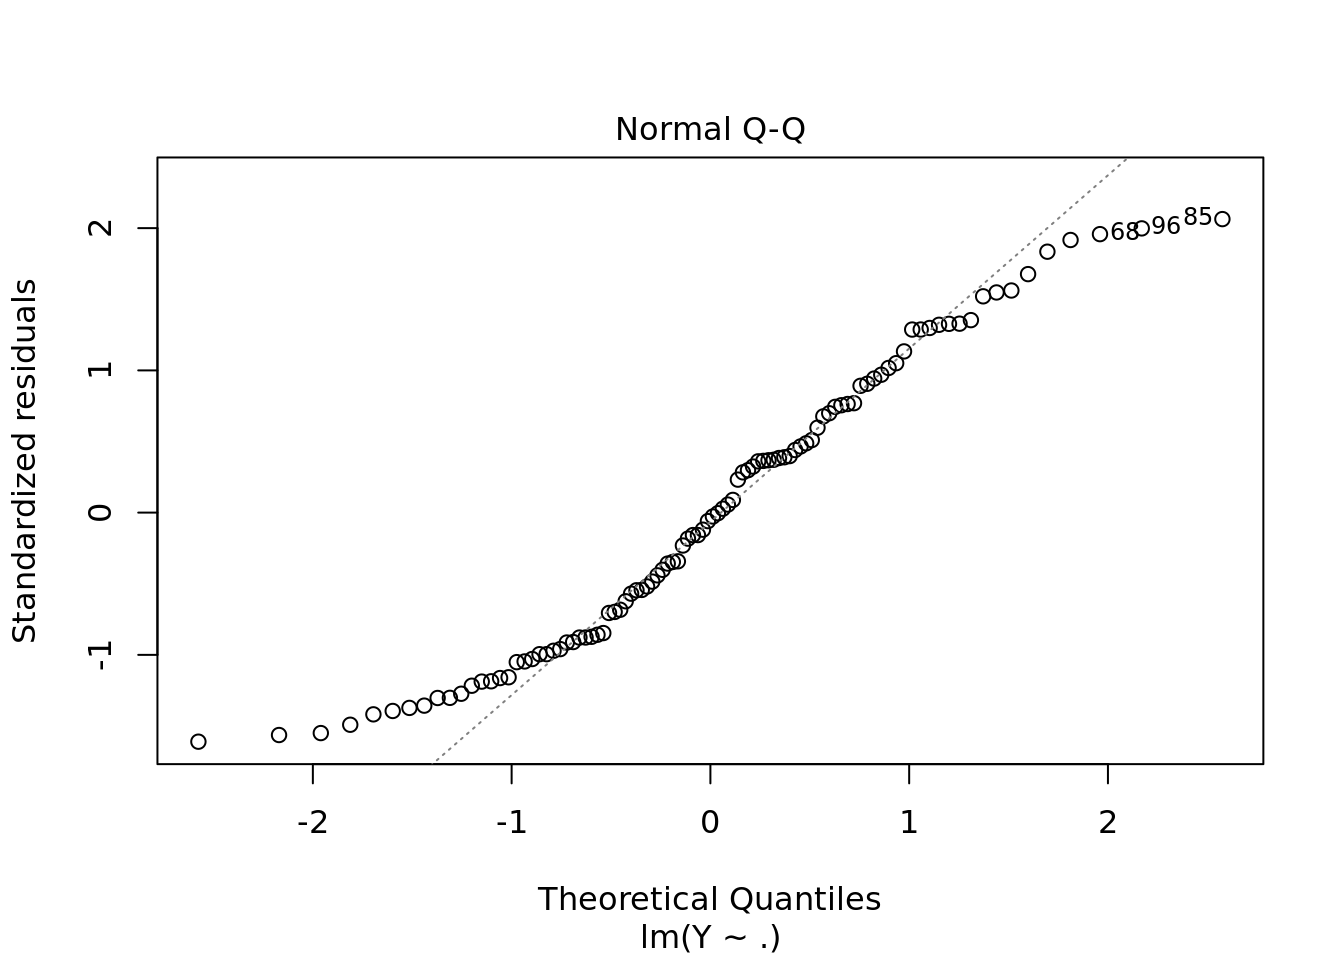 Normal Q-Q
Standardized residuals
2
1
0
-1
68
96
85
-2 -1 0 1 2
Theoretical Quantiles
lm(Y ~ .)